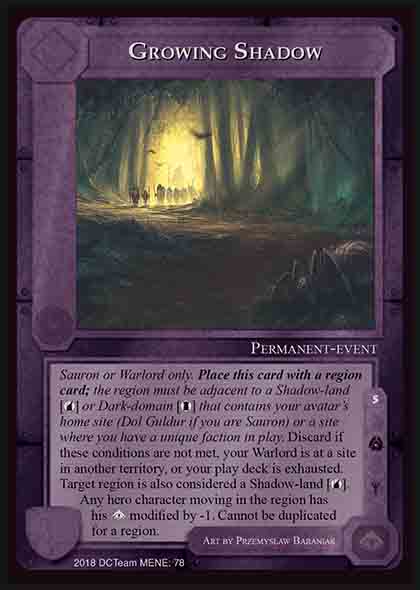 Growing Shadow
Permanent-event
Sauron or Warlord only. Place this card with a region
card; the region must be adjacent to a Shadow-land
[] or Dark-domain [] that contains your avatar's
home site (Dol Guldur if you are Sauron) or a site
where you have a unique faction in play. Discard if
these conditions are not met, your Warlord is at a site
in another territory, or your play deck is exhausted.
Target region is also considered a Shadow-land [].
Any hero character moving in the region has
his modified by -1. Cannot be duplicated
for a region.
5
Art by Przemyslaw Baraniak
2018 DCTeam MENE: 78